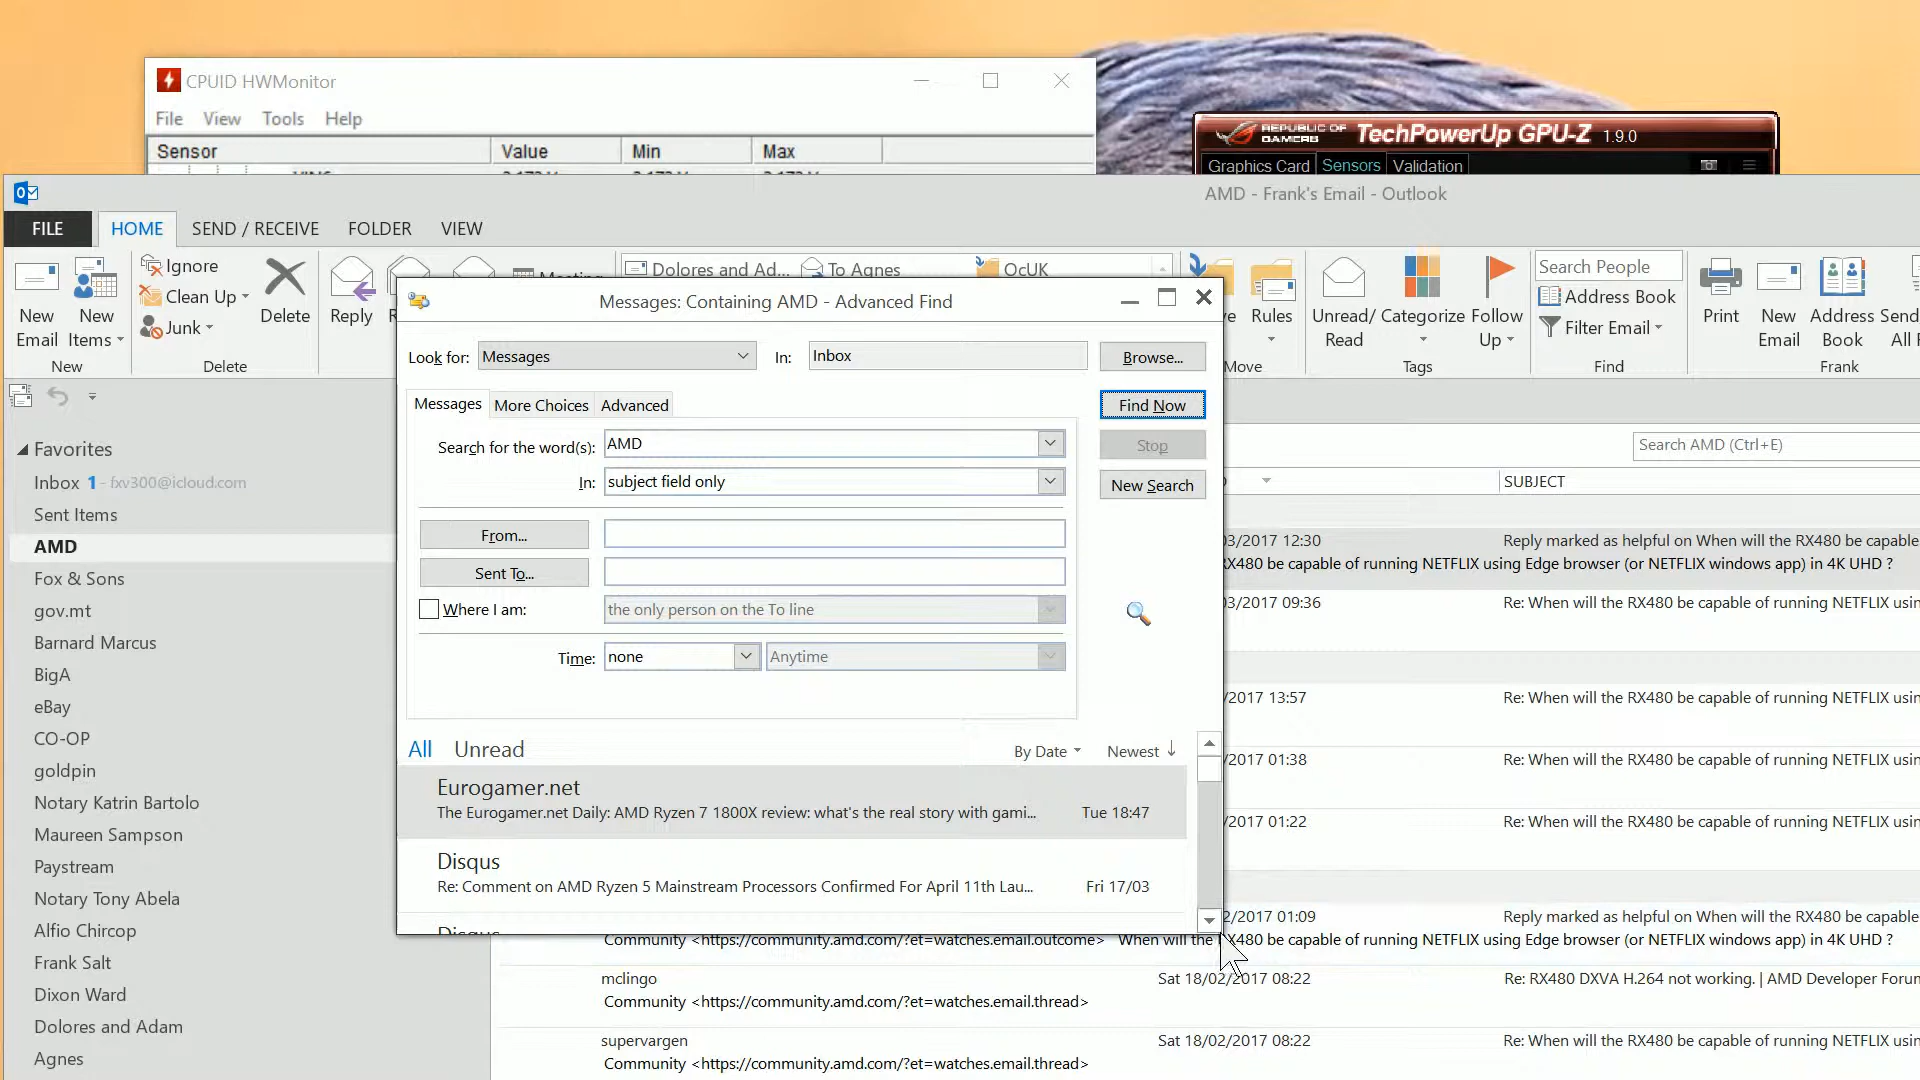 CPUID HWMonitor
File View Tools Help
Sensor Value Min Max
REPUBLIC OF GAMERS TechPowerUp GPU-Z 1.9.0
Graphics Card Sensors Validation
AMD - Frank's Email - Outlook
FILE HOME SEND / RECEIVE FOLDER VIEW
New Email
New Items
New
Ignore
Clean Up
Junk
Delete
Delete
Reply
Meeting
Dolores and Ad... To Agnes OcUK
Rules
Move
Unread/ Read
Categorize
Follow Up
Tags
Search People
Address Book
Filter Email
Find
Print
New Email
Address Book
Frank
Favorites
Inbox 1 - fxv300@icloud.com
Sent Items
AMD
Fox & Sons
gov.mt
Barnard Marcus
BigA
eBay
CO-OP
goldpin
Notary Katrin Bartolo
Maureen Sampson
Paystream
Notary Tony Abela
Alfio Chircop
Frank Salt
Dixon Ward
Dolores and Adam
Agnes
Messages: Containing AMD - Advanced Find
Look for: Messages In: Inbox Browse...
Messages More Choices Advanced
Find Now
Stop
New Search
Search for the word(s): AMD
In: subject field only
From...
Sent To...
Where I am: the only person on the To line
Time: none Anytime
All Unread By Date Newest
Eurogamer.net
The Eurogamer.net Daily: AMD Ryzen 7 1800X review: what's the real story with gami... Tue 18:47
Disqus
Re: Comment on AMD Ryzen 5 Mainstream Processors Confirmed For April 11th Lau... Fri 17/03
Disqus
Search AMD (Ctrl+E)
SUBJECT
03/2017 12:30 Reply marked as helpful on When will the RX480 be capable
RX480 be capable of running NETFLIX using Edge browser (or NETFLIX windows app) in 4K UHD ?
03/2017 09:36 Re: When will the RX480 be capable of running NETFLIX usin
/2017 13:57 Re: When will the RX480 be capable of running NETFLIX usin
/2017 01:38 Re: When will the RX480 be capable of running NETFLIX usin
/2017 01:22 Re: When will the RX480 be capable of running NETFLIX usin
2/2017 01:09 Reply marked as helpful on When will the RX480 be capable
Community <https://community.amd.com/?et=watches.email.outcome> When will the RX480 be capable of running NETFLIX using Edge browser (or NETFLIX windows app) in 4K UHD ?
mclingo Sat 18/02/2017 08:22 Re: RX480 DXVA H.264 not working. | AMD Developer Forum
Community <https://community.amd.com/?et=watches.email.thread>
supervargen Sat 18/02/2017 08:22 Re: When will the RX480 be capable of running NETFLIX usin
Community <https://community.amd.com/?et=watches.email.thread>